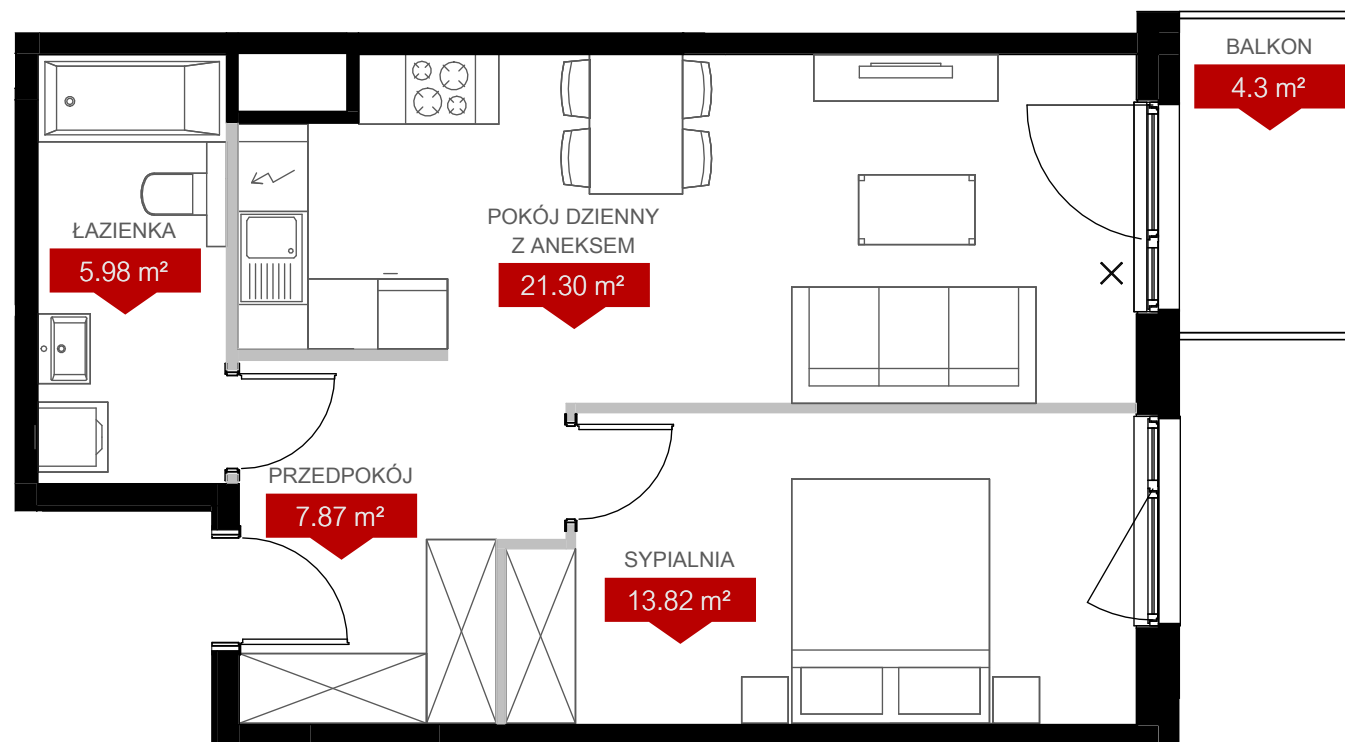 BALKON
4.3 m²
ŁAZIENKA
5.98 m²
POKÓJ DZIENNY
Z ANEKSEM
21.30 m²
PRZEDPOKÓJ
7.87 m²
SYPIALNIA
13.82 m²